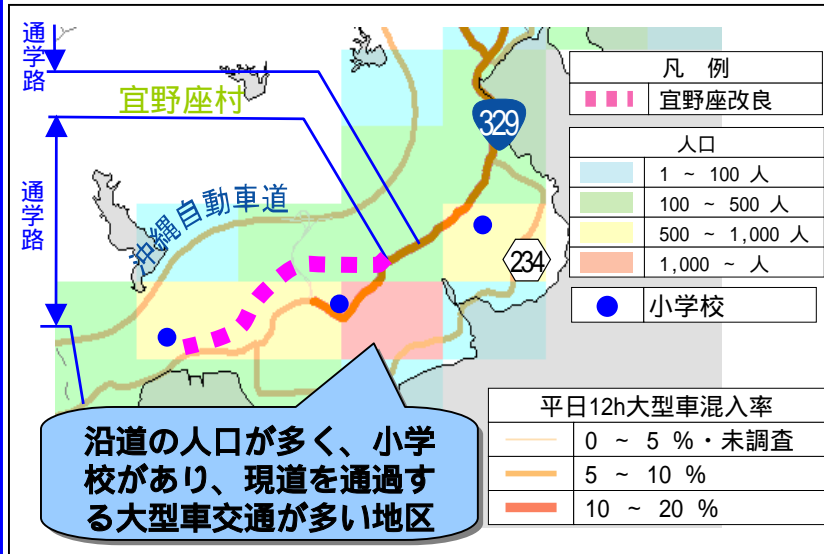 通学路
宜野座村
通学路
沖縄自動車道
329
234
凡 例
宜野座改良
人口
1 ～ 100 人
100 ～ 500 人
500 ～ 1,000 人
1,000 ～ 人
小学校
平日12h大型車混入率
0 ～ 5 %・未調査
5 ～ 10 %
10 ～ 20 %
沿道の人口が多く、小学
校があり、現道を通過す
る大型車交通が多い地区